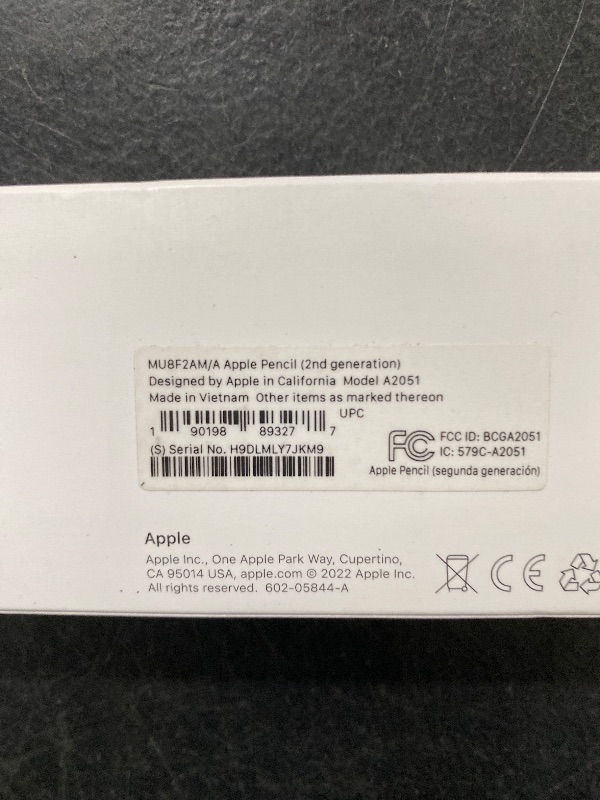 MU8F2AM/A Apple Pencil (2nd generation)
Designed by Apple in California Model A2051
Made in Vietnam Other items as marked thereon
UPC
1 90198 89327 7
(S) Serial No. H9DLMLY7JKM9
FC FCC ID: BCGA2051
IC: 579C-A2051
Apple Pencil (segunda generación)
Apple
Apple Inc., One Apple Park Way, Cupertino,
CA 95014 USA, apple.com © 2022 Apple Inc.
All rights reserved. 602-05844-A
CE